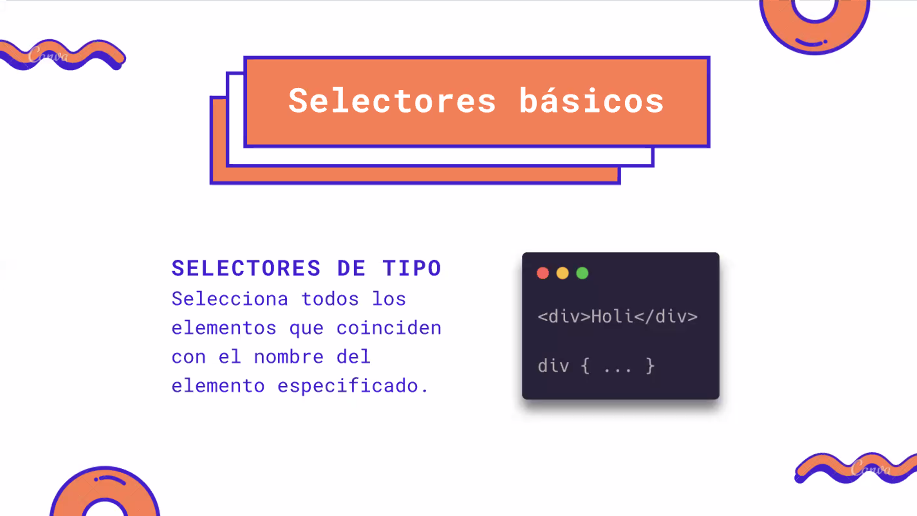 Canva
Selectores básicos
SELECTORES DE TIPO
Selecciona todos los
elementos que coinciden
con el nombre del
elemento especificado.
<div>Holi</div>
div { ... }
Canva